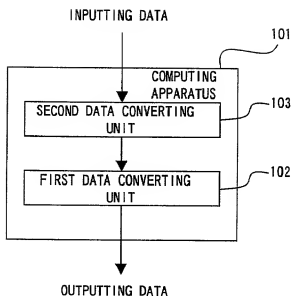 INPUTTING DATA
101
COMPUTING
APPARATUS
SECOND DATA CONVERTING
UNIT
103
FIRST DATA CONVERTING
UNIT
102
OUTPUTTING DATA